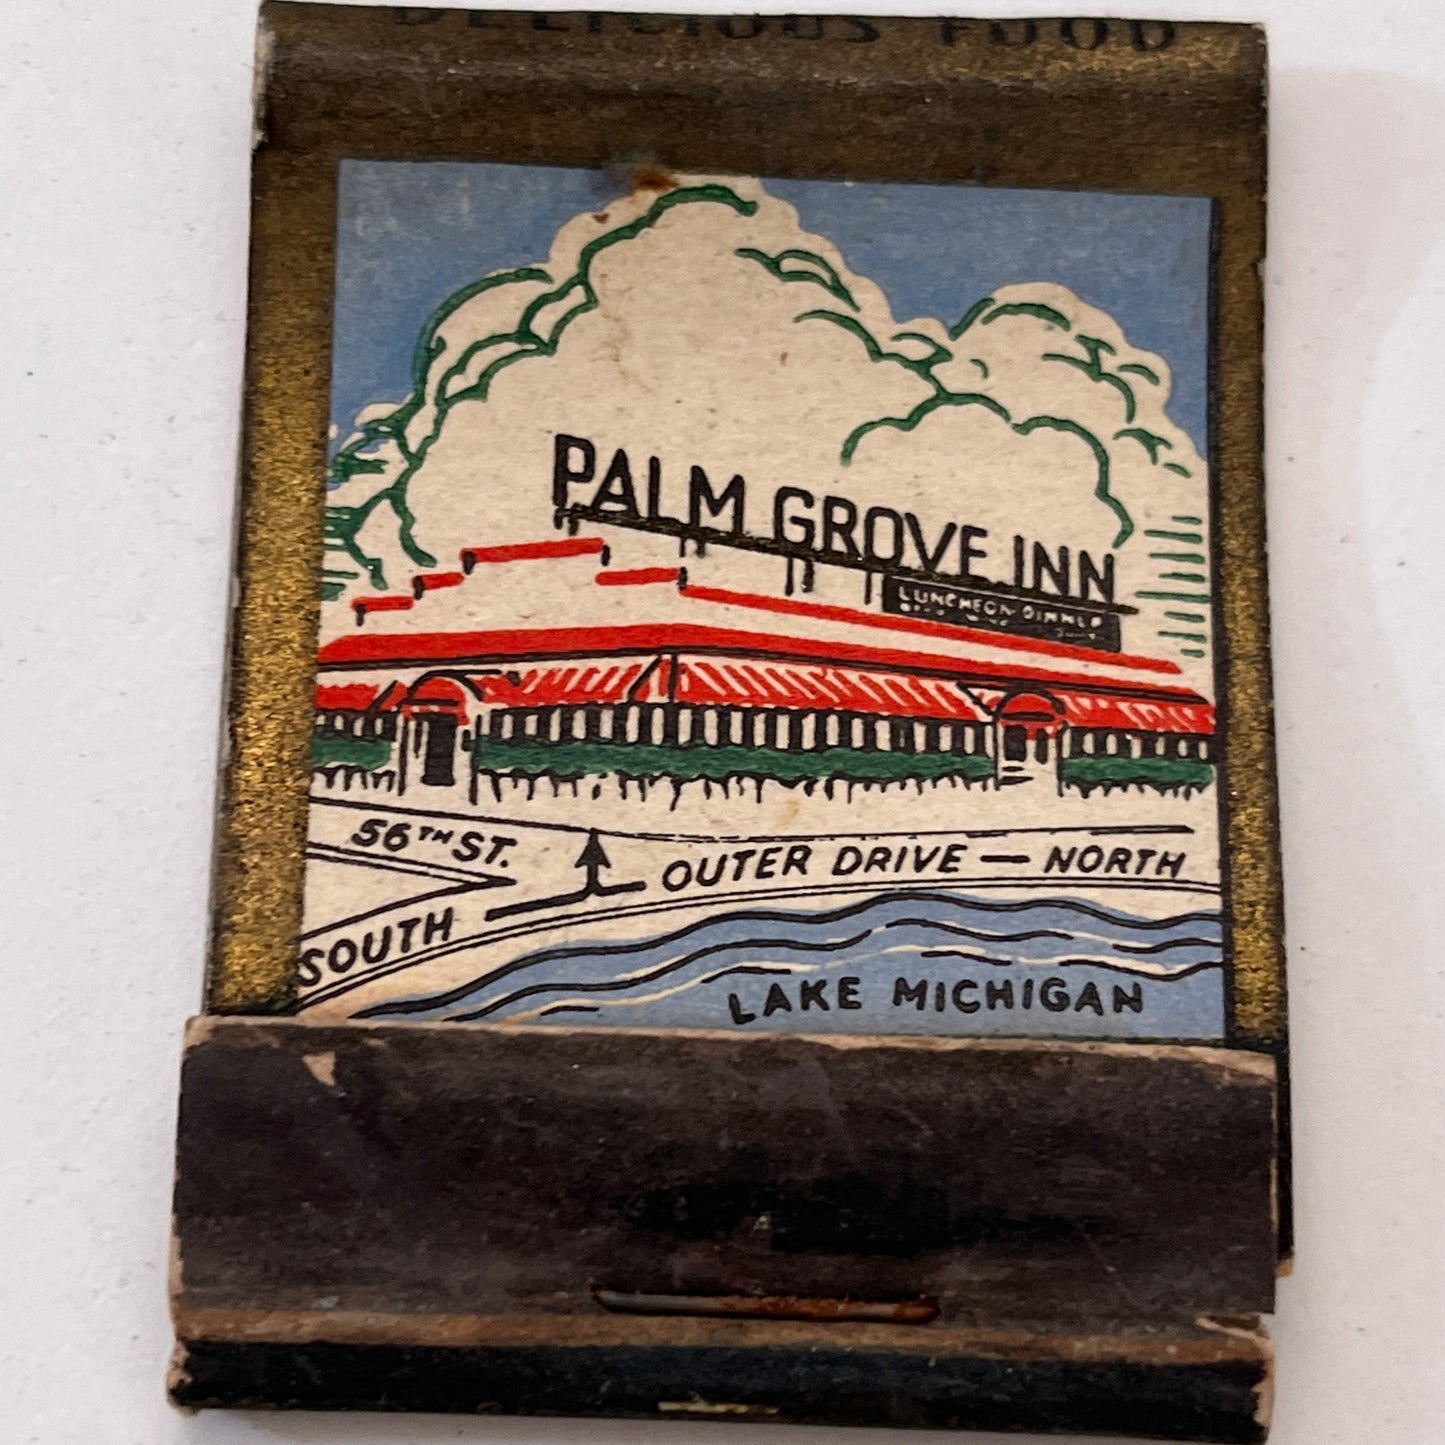 DELICIOUS FOOD
PALM GROVE INN
LUNCHEON DINNER
56TH ST.
OUTER DRIVE — NORTH
SOUTH
LAKE MICHIGAN